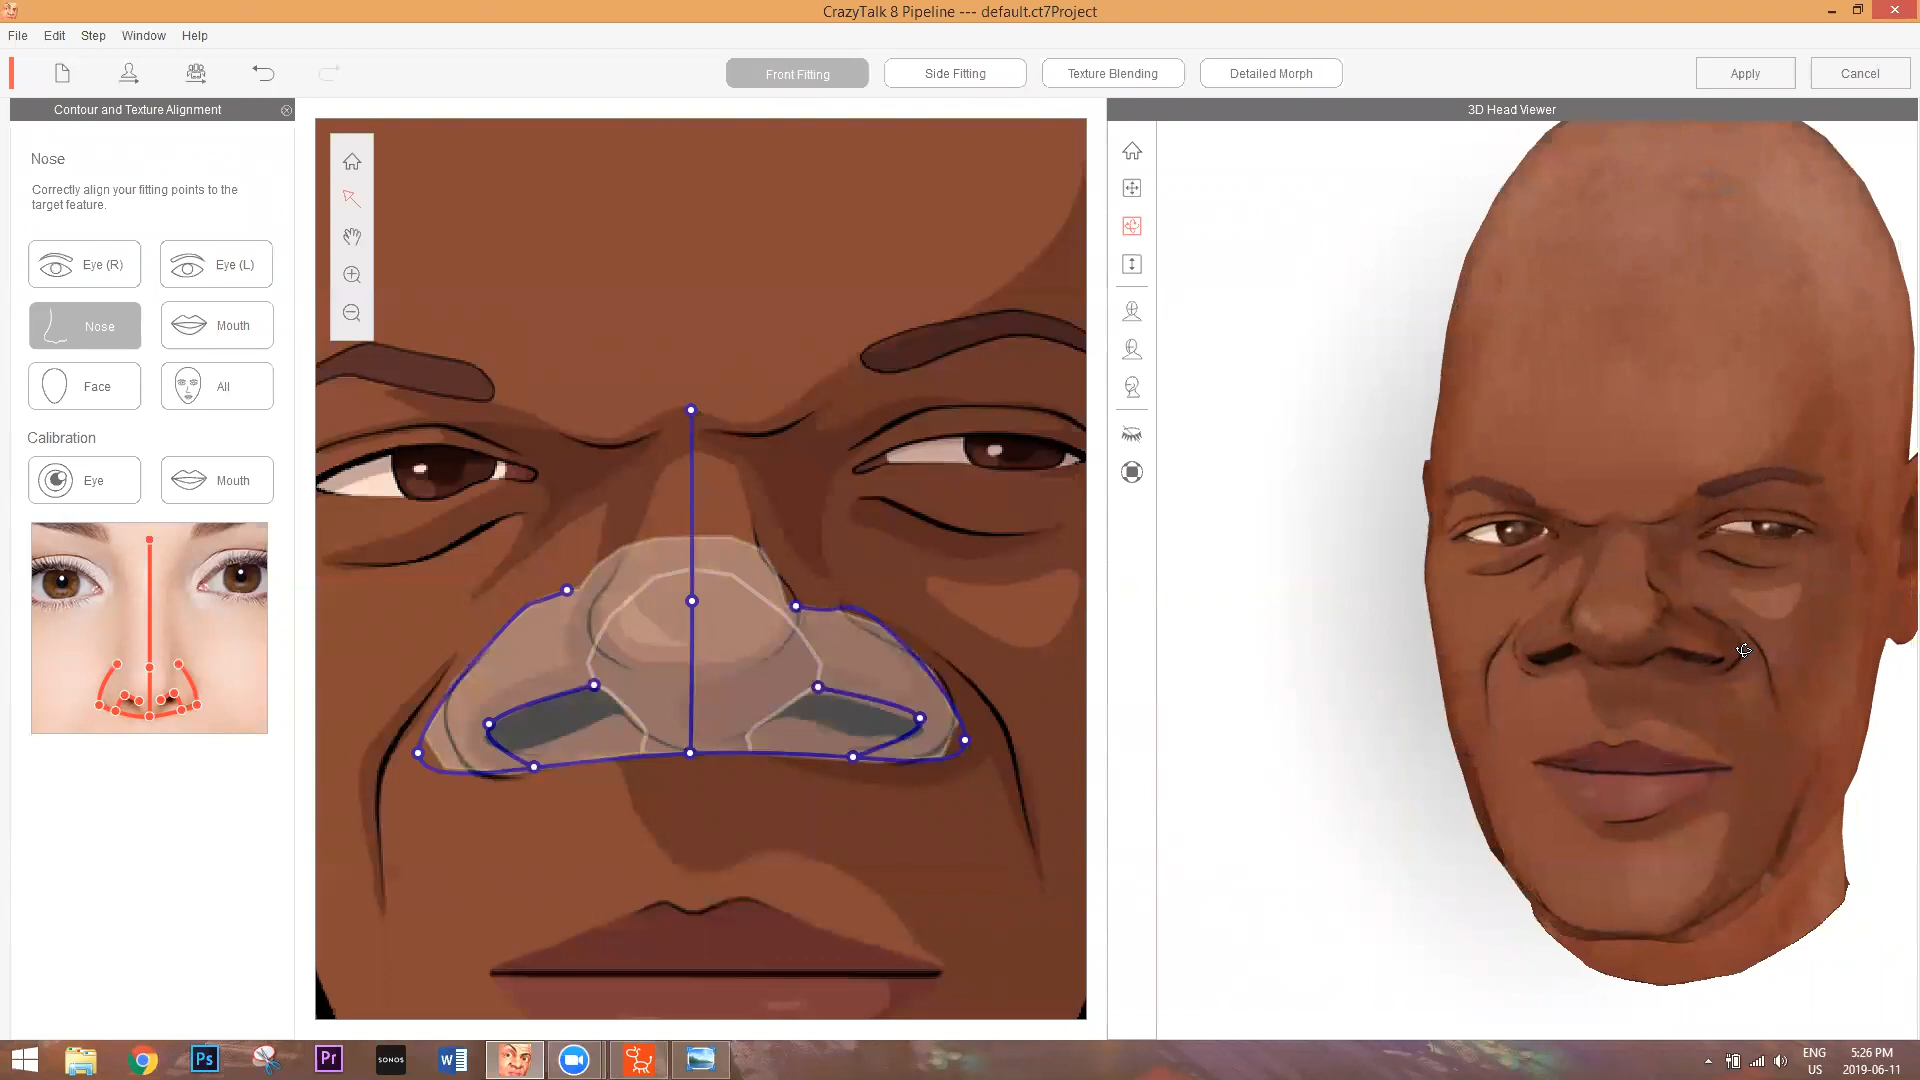 CrazyTalk 8 Pipeline --- default.ct7Project
File Edit Step Window Help
Front Fitting Side Fitting Texture Blending Detailed Morph Apply Cancel
Contour and Texture Alignment
3D Head Viewer
Nose
Correctly align your fitting points to the
target feature.
Eye (R) Eye (L)
Nose Mouth
Face All
Calibration
Eye Mouth
Ps Pr SONOS W
ENG 5:26 PM
US 2019-06-11